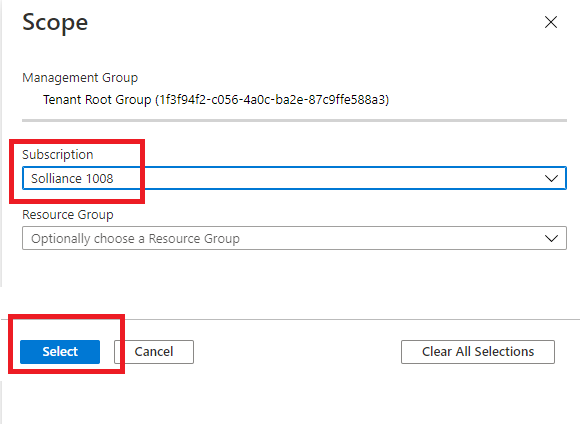 Scope
Management Group
Tenant Root Group (1f3f94f2-c056-4a0c-ba2e-87c9ffe588a3)
Subscription
Solliance 1008
Resource Group
Optionally choose a Resource Group
Select
Cancel
Clear All Selections